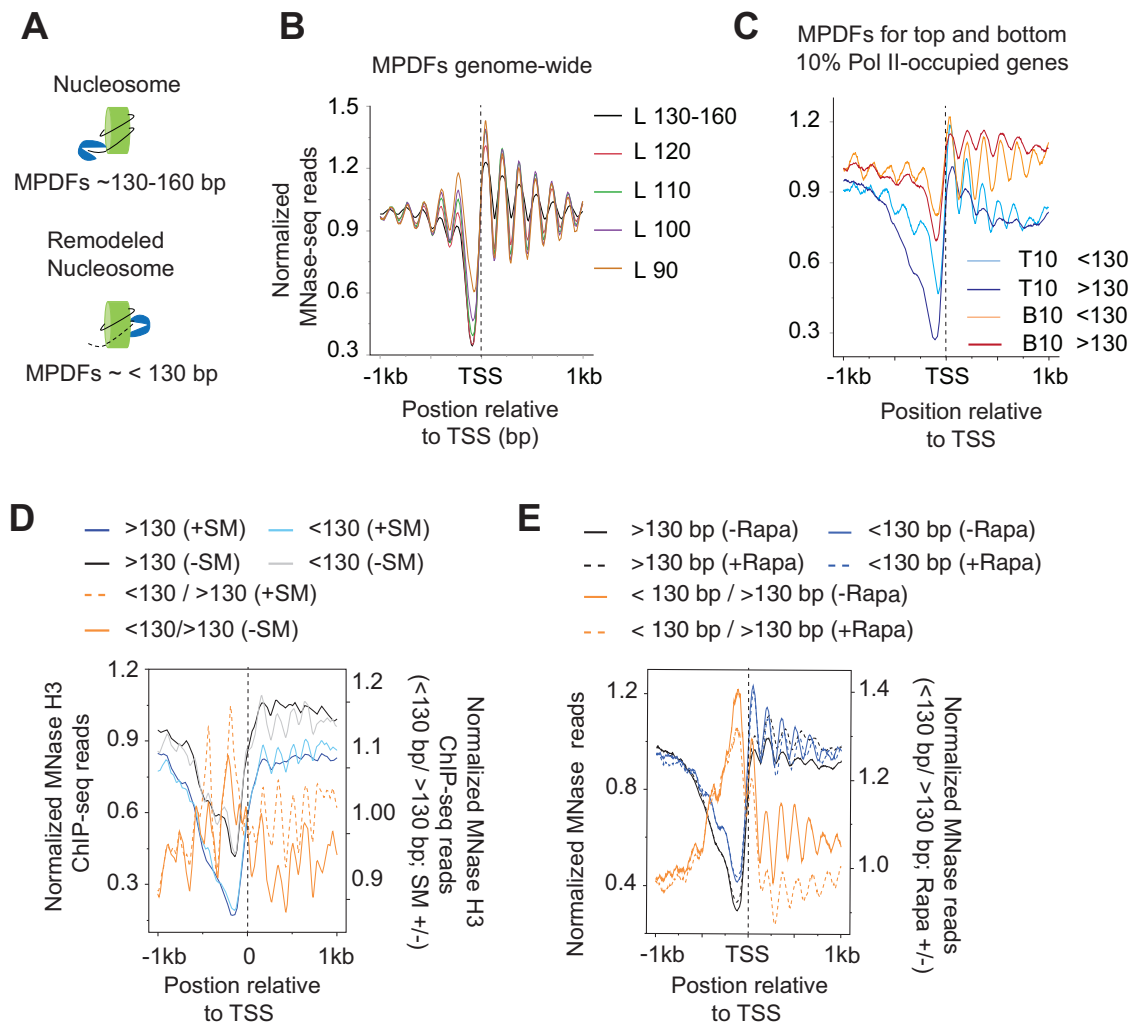 A
Nucleosome
MPDFs ~130-160 bp
Remodeled
Nucleosome
MPDFs ~ < 130 bp
B
MPDFs genome-wide
Normalized
MNase-seq reads
1.5
1.2
0.9
0.6
0.3
-1kb TSS 1kb
Postion relative
to TSS (bp)
L 130-160
L 120
L 110
L 100
L 90
C
MPDFs for top and bottom
10% Pol II-occupied genes
1.2
0.9
0.6
0.3
T10 <130
T10 >130
B10 <130
B10 >130
-1kb TSS 1kb
Position relative
to TSS
D
>130 (+SM) <130 (+SM)
>130 (-SM) <130 (-SM)
<130 / >130 (+SM)
<130/>130 (-SM)
Normalized MNase H3
ChIP-seq reads
1.2
0.9
0.6
0.3
1.2
1.1
1.00
0.9
Normalized MNase H3
ChIP-seq reads
(<130 bp/ >130 bp; SM +/-)
-1kb 0 1kb
Postion relative
to TSS
E
>130 bp (-Rapa) <130 bp (-Rapa)
>130 bp (+Rapa) <130 bp (+Rapa)
< 130 bp / >130 bp (-Rapa)
< 130 bp / >130 bp (+Rapa)
Normalized MNase reads
1.2
0.8
0.4
1.4
1.2
1.0
Normalized MNase reads
(<130 bp/ >130 bp; Rapa +/-)
-1kb TSS 1kb
Postion relative
to TSS